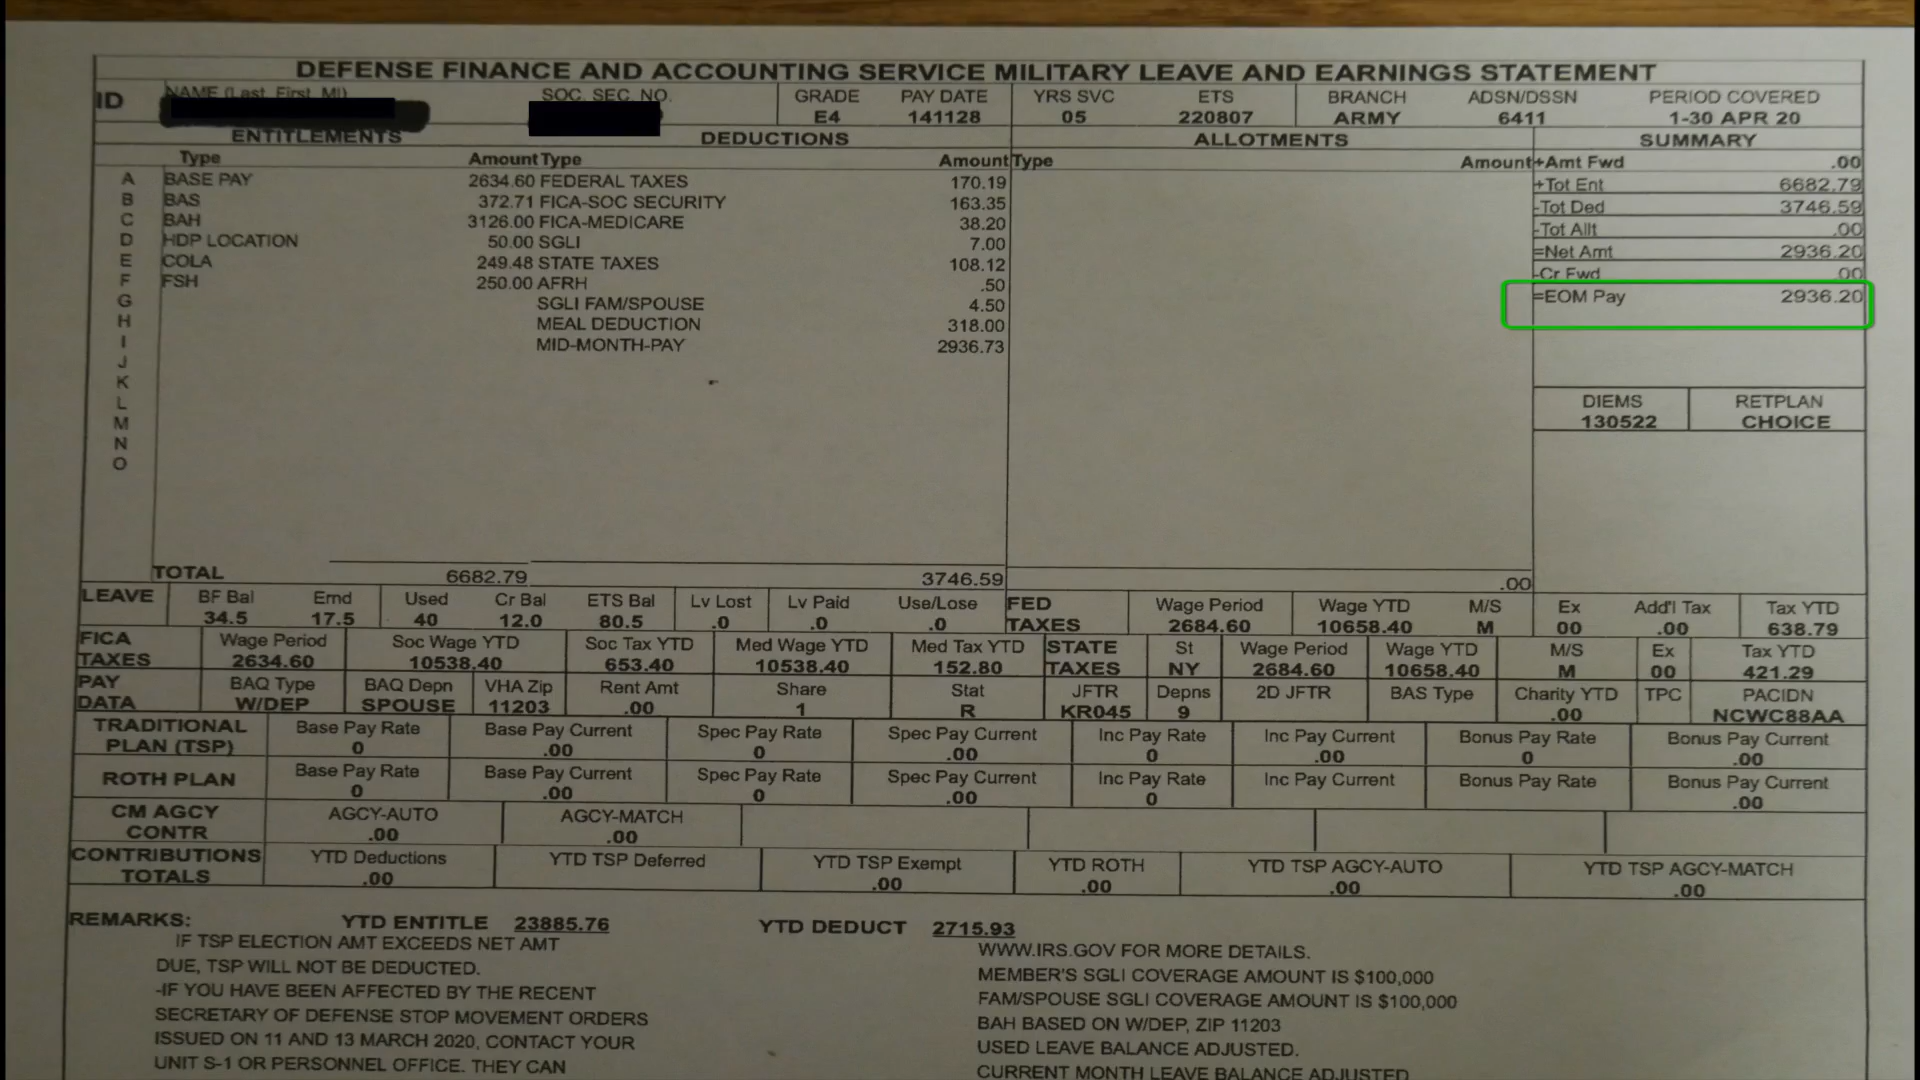 DEFENSE FINANCE AND ACCOUNTING SERVICE MILITARY LEAVE AND EARNINGS STATEMENT
ID NAME (Last, First, MI) SOC. SEC. NO. GRADE PAY DATE YRS SVC ETS BRANCH ADSN/DSSN PERIOD COVERED
E4 141128 05 220807 ARMY 6411 1-30 APR 20
ENTITLEMENTS DEDUCTIONS ALLOTMENTS SUMMARY
Type Amount Type Amount Type Amount +Amt Fwd .00
A BASE PAY 2634.60 FEDERAL TAXES 170.19 +Tot Ent 6682.79
B BAS 372.71 FICA-SOC SECURITY 163.35 -Tot Ded 3746.59
C BAH 3126.00 FICA-MEDICARE 38.20 -Tot Allt .00
D HDP LOCATION 50.00 SGLI 7.00 =Net Amt 2936.20
E COLA 249.48 STATE TAXES 108.12 -Cr Fwd .00
F FSH 250.00 AFRH .50 =EOM Pay 2936.20
G SGLI FAM/SPOUSE 4.50
H MEAL DEDUCTION 318.00
I MID-MONTH-PAY 2936.73
J
K
L DIEMS RETPLAN
M 130522 CHOICE
N
O
TOTAL 6682.79 3746.59 .00
LEAVE BF Bal Ernd Used Cr Bal ETS Bal Lv Lost Lv Paid Use/Lose FED Wage Period Wage YTD M/S Ex Add'l Tax Tax YTD
34.5 17.5 40 12.0 80.5 .0 .0 .0 TAXES 2684.60 10658.40 M 00 .00 638.79
FICA Wage Period Soc Wage YTD Soc Tax YTD Med Wage YTD Med Tax YTD STATE St Wage Period Wage YTD M/S Ex Tax YTD
TAXES 2634.60 10538.40 653.40 10538.40 152.80 TAXES NY 2684.60 10658.40 M 00 421.29
PAY BAQ Type BAQ Depn VHA Zip Rent Amt Share Stat JFTR Depns 2D JFTR BAS Type Charity YTD TPC PACIDN
DATA W/DEP SPOUSE 11203 .00 1 R KR045 9 .00 NCWC88AA
TRADITIONAL Base Pay Rate Base Pay Current Spec Pay Rate Spec Pay Current Inc Pay Rate Inc Pay Current Bonus Pay Rate Bonus Pay Current
PLAN (TSP) 0 .00 0 .00 0 .00 0 .00
ROTH PLAN Base Pay Rate Base Pay Current Spec Pay Rate Spec Pay Current Inc Pay Rate Inc Pay Current Bonus Pay Rate Bonus Pay Current
0 .00 0 .00 0 .00
CM AGCY AGCY-AUTO AGCY-MATCH
CONTR .00 .00
CONTRIBUTIONS YTD Deductions YTD TSP Deferred YTD TSP Exempt YTD ROTH YTD TSP AGCY-AUTO YTD TSP AGCY-MATCH
TOTALS .00 .00 .00 .00 .00
REMARKS: YTD ENTITLE 23885.76 YTD DEDUCT 2715.93
IF TSP ELECTION AMT EXCEEDS NET AMT
DUE, TSP WILL NOT BE DEDUCTED.
-IF YOU HAVE BEEN AFFECTED BY THE RECENT
SECRETARY OF DEFENSE STOP MOVEMENT ORDERS
ISSUED ON 11 AND 13 MARCH 2020, CONTACT YOUR
UNIT S-1 OR PERSONNEL OFFICE. THEY CAN
WWW.IRS.GOV FOR MORE DETAILS.
MEMBER'S SGLI COVERAGE AMOUNT IS $100,000
FAM/SPOUSE SGLI COVERAGE AMOUNT IS $100,000
BAH BASED ON W/DEP, ZIP 11203
USED LEAVE BALANCE ADJUSTED.
CURRENT MONTH LEAVE BALANCE ADJUSTED